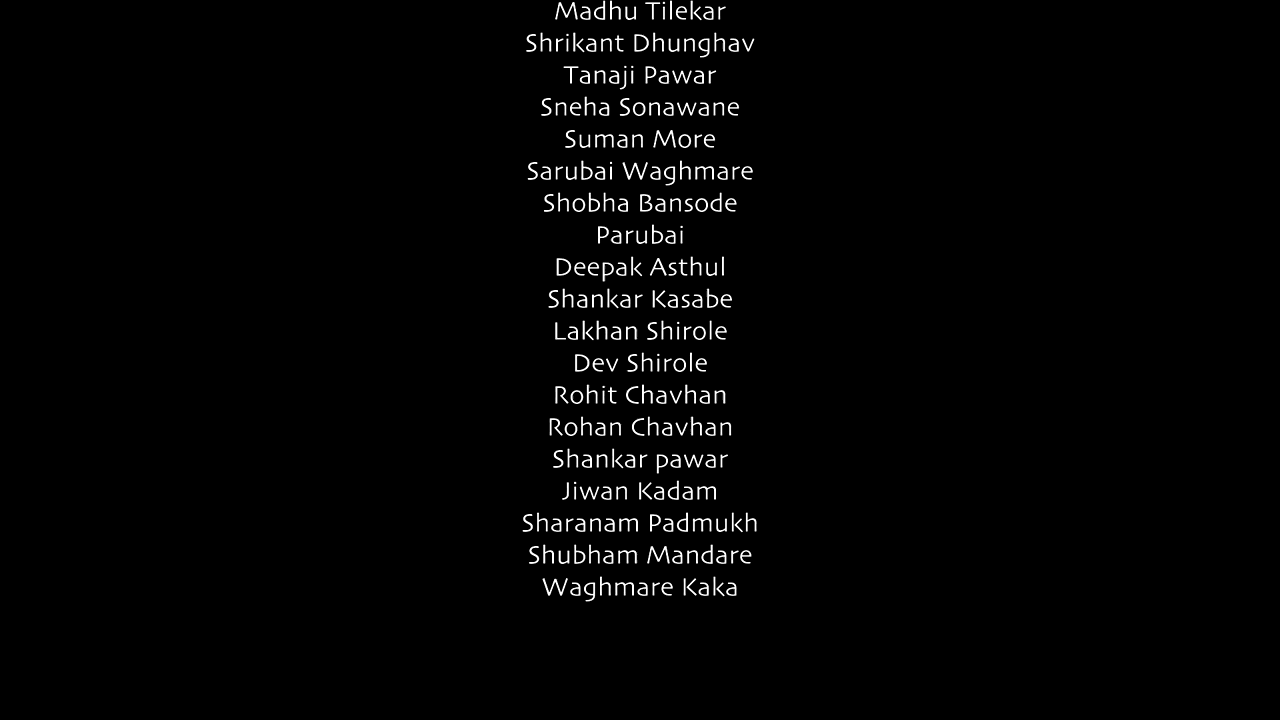 Madhu Tilekar
Shrikant Dhunghav
Tanaji Pawar
Sneha Sonawane
Suman More
Sarubai Waghmare
Shobha Bansode
Parubai
Deepak Asthul
Shankar Kasabe
Lakhan Shirole
Dev Shirole
Rohit Chavhan
Rohan Chavhan
Shankar pawar
Jiwan Kadam
Sharanam Padmukh
Shubham Mandare
Waghmare Kaka